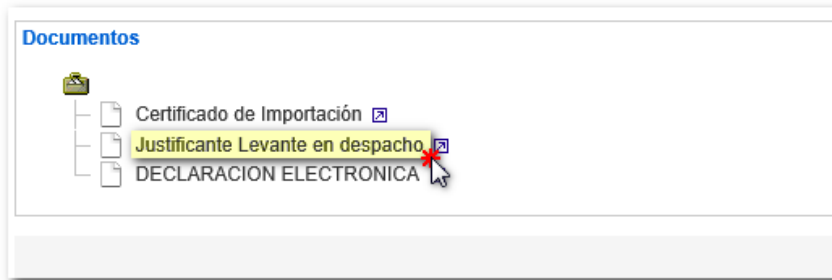 Documentos
Certificado de Importación
Justificante Levante en despacho
DECLARACION ELECTRONICA